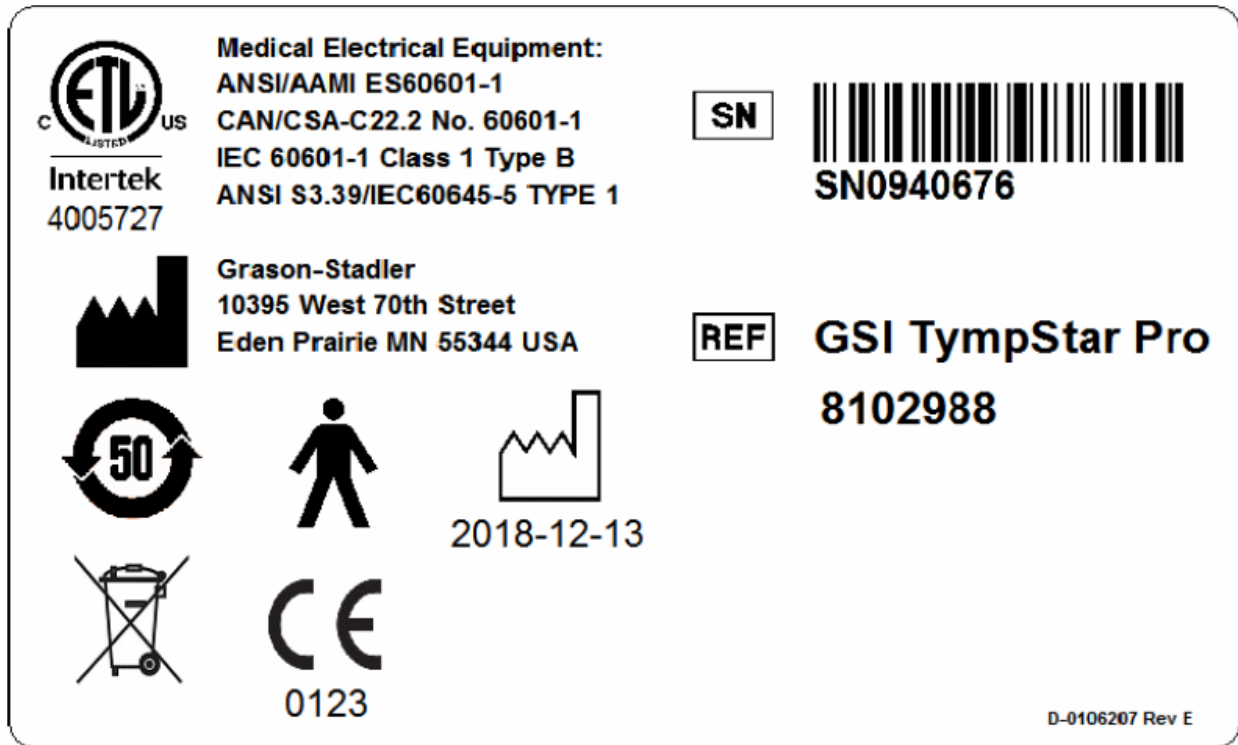 ETL
C
US
LISTED
Intertek
4005727
Medical Electrical Equipment:
ANSI/AAMI ES60601-1
CAN/CSA-C22.2 No. 60601-1
IEC 60601-1 Class 1 Type B
ANSI S3.39/IEC60645-5 TYPE 1
SN
SN0940676
Grason-Stadler
10395 West 70th Street
Eden Prairie MN 55344 USA
REF
GSI TympStar Pro
8102988
50
2018-12-13
CE
0123
D-0106207 Rev E